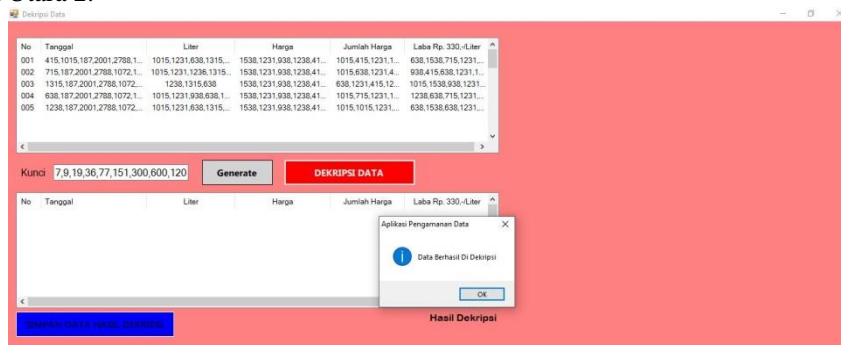 Dekripsi Data
No Tanggal Liter Harga Jumlah Harga Laba Rp. 330,-/Liter
001 415,1015,187,2001,2788,1... 1015,1231,638,1315,... 1538,1231,938,1238,41... 1015,415,1231,1... 638,1538,715,1231,...
002 715,187,2001,2788,1072,1... 1015,1231,1236,1315... 1538,1231,938,1238,41... 1015,638,1231,4... 938,415,638,1231,1...
003 1315,187,2001,2788,1072,... 1238,1315,638 1538,1231,938,1238,41... 638,1231,415,12... 1015,1538,938,1231...
004 638,187,2001,2788,1072,1... 1015,1231,938,638,1... 1538,1231,938,1238,41... 1015,715,1231,1... 1238,638,715,1231,...
005 1238,187,2001,2788,1072,... 1015,1231,638,1315,... 1538,1231,938,1238,41... 1015,1015,1231,... 638,1538,638,1231,...
Kunci 7,9,19,36,77,151,300,600,120 Generate DEKRIPSI DATA
No Tanggal Liter Harga Jumlah Harga Laba Rp. 330,-/Liter
Aplikasi Pengamanan Data
Data Berhasil Di Dekripsi
OK
SIMPAN DATA HASIL DEKRIPSI Hasil Dekripsi